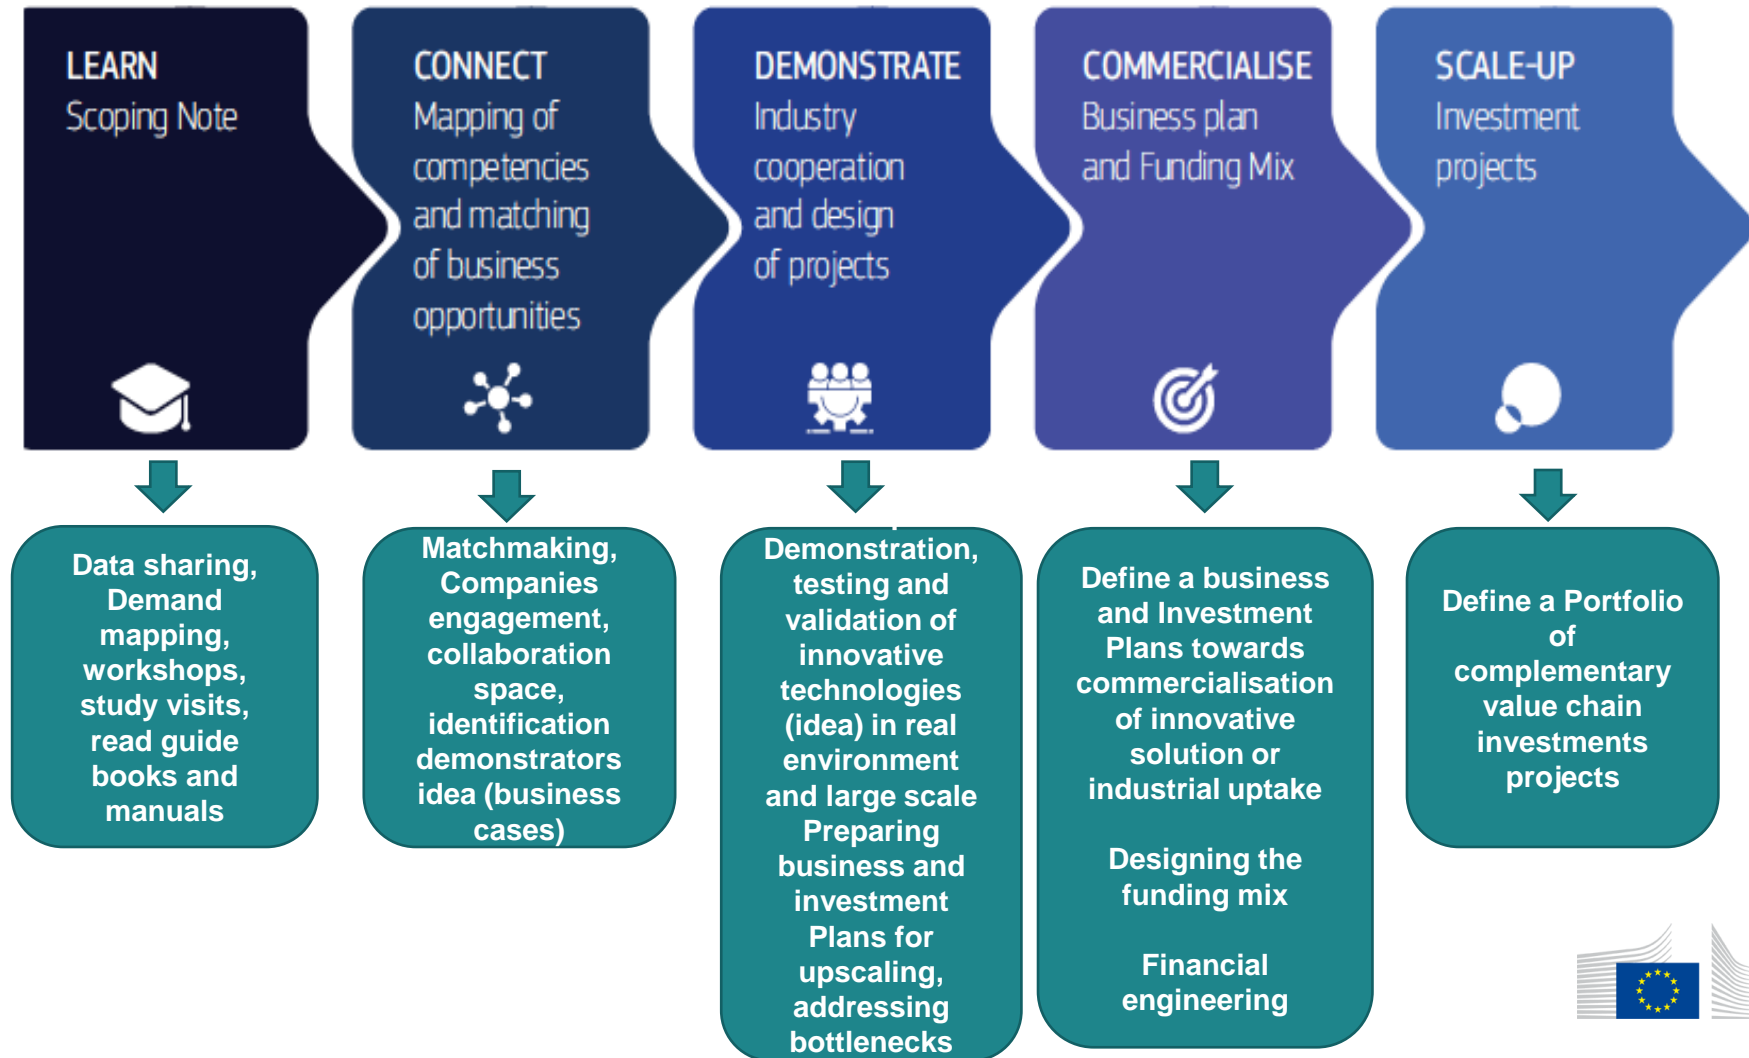 LEARN
Scoping Note
CONNECT
Mapping of
competencies
and matching
of business
opportunities
DEMONSTRATE
Industry
cooperation
and design
of projects
COMMERCIALISE
Business plan
and Funding Mix
SCALE-UP
Investment
projects
Data sharing,
Demand
mapping,
workshops,
study visits,
read guide
books and
manuals
Matchmaking,
Companies
engagement,
collaboration
space,
identification
demonstrators
idea (business
cases)
Demonstration,
testing and
validation of
innovative
technologies
(idea) in real
environment
and large scale
Preparing
business and
investment
Plans for
upscaling,
addressing
bottlenecks
Define a business
and Investment
Plans towards
commercialisation
of innovative
solution or
industrial uptake
Designing the
funding mix
Financial
engineering
Define a Portfolio
of
complementary
value chain
investments
projects